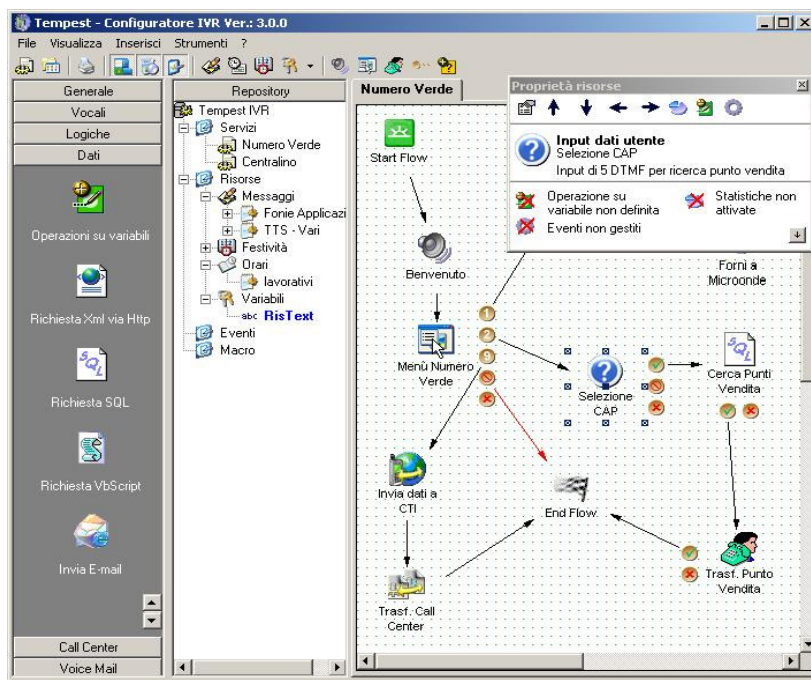 Tempest - Configuratore IVR Ver.: 3.0.0
File Visualizza Inserisci Strumenti ?
Generale
Vocali
Logiche
Dati
Operazioni su variabili
Richiesta Xml via Http
SQL
Richiesta SQL
Richiesta VbScript
Invia E-mail
Call Center
Voice Mail
Repository
Tempest IVR
Servizi
Numero Verde
Centralino
Risorse
Messaggi
Fonie Applicazi
TTS - Vari
Festività
Orari
lavorativi
Variabili
abc RisText
Eventi
Macro
Numero Verde
Start Flow
Benvenuto
Menù Numero
Verde
1
2
9
Invia dati a
CTI
Trasf. Call
Center
Selezione
CAP
End Flow
Forni a
Microonde
SQL
Cerca Punti
Vendita
Trasf. Punto
Vendita
Proprietà risorse
Input dati utente
Selezione CAP
Input di 5 DTMF per ricerca punto vendita
Operazione su
variabile non definita
Statistiche non
attivate
Eventi non gestiti